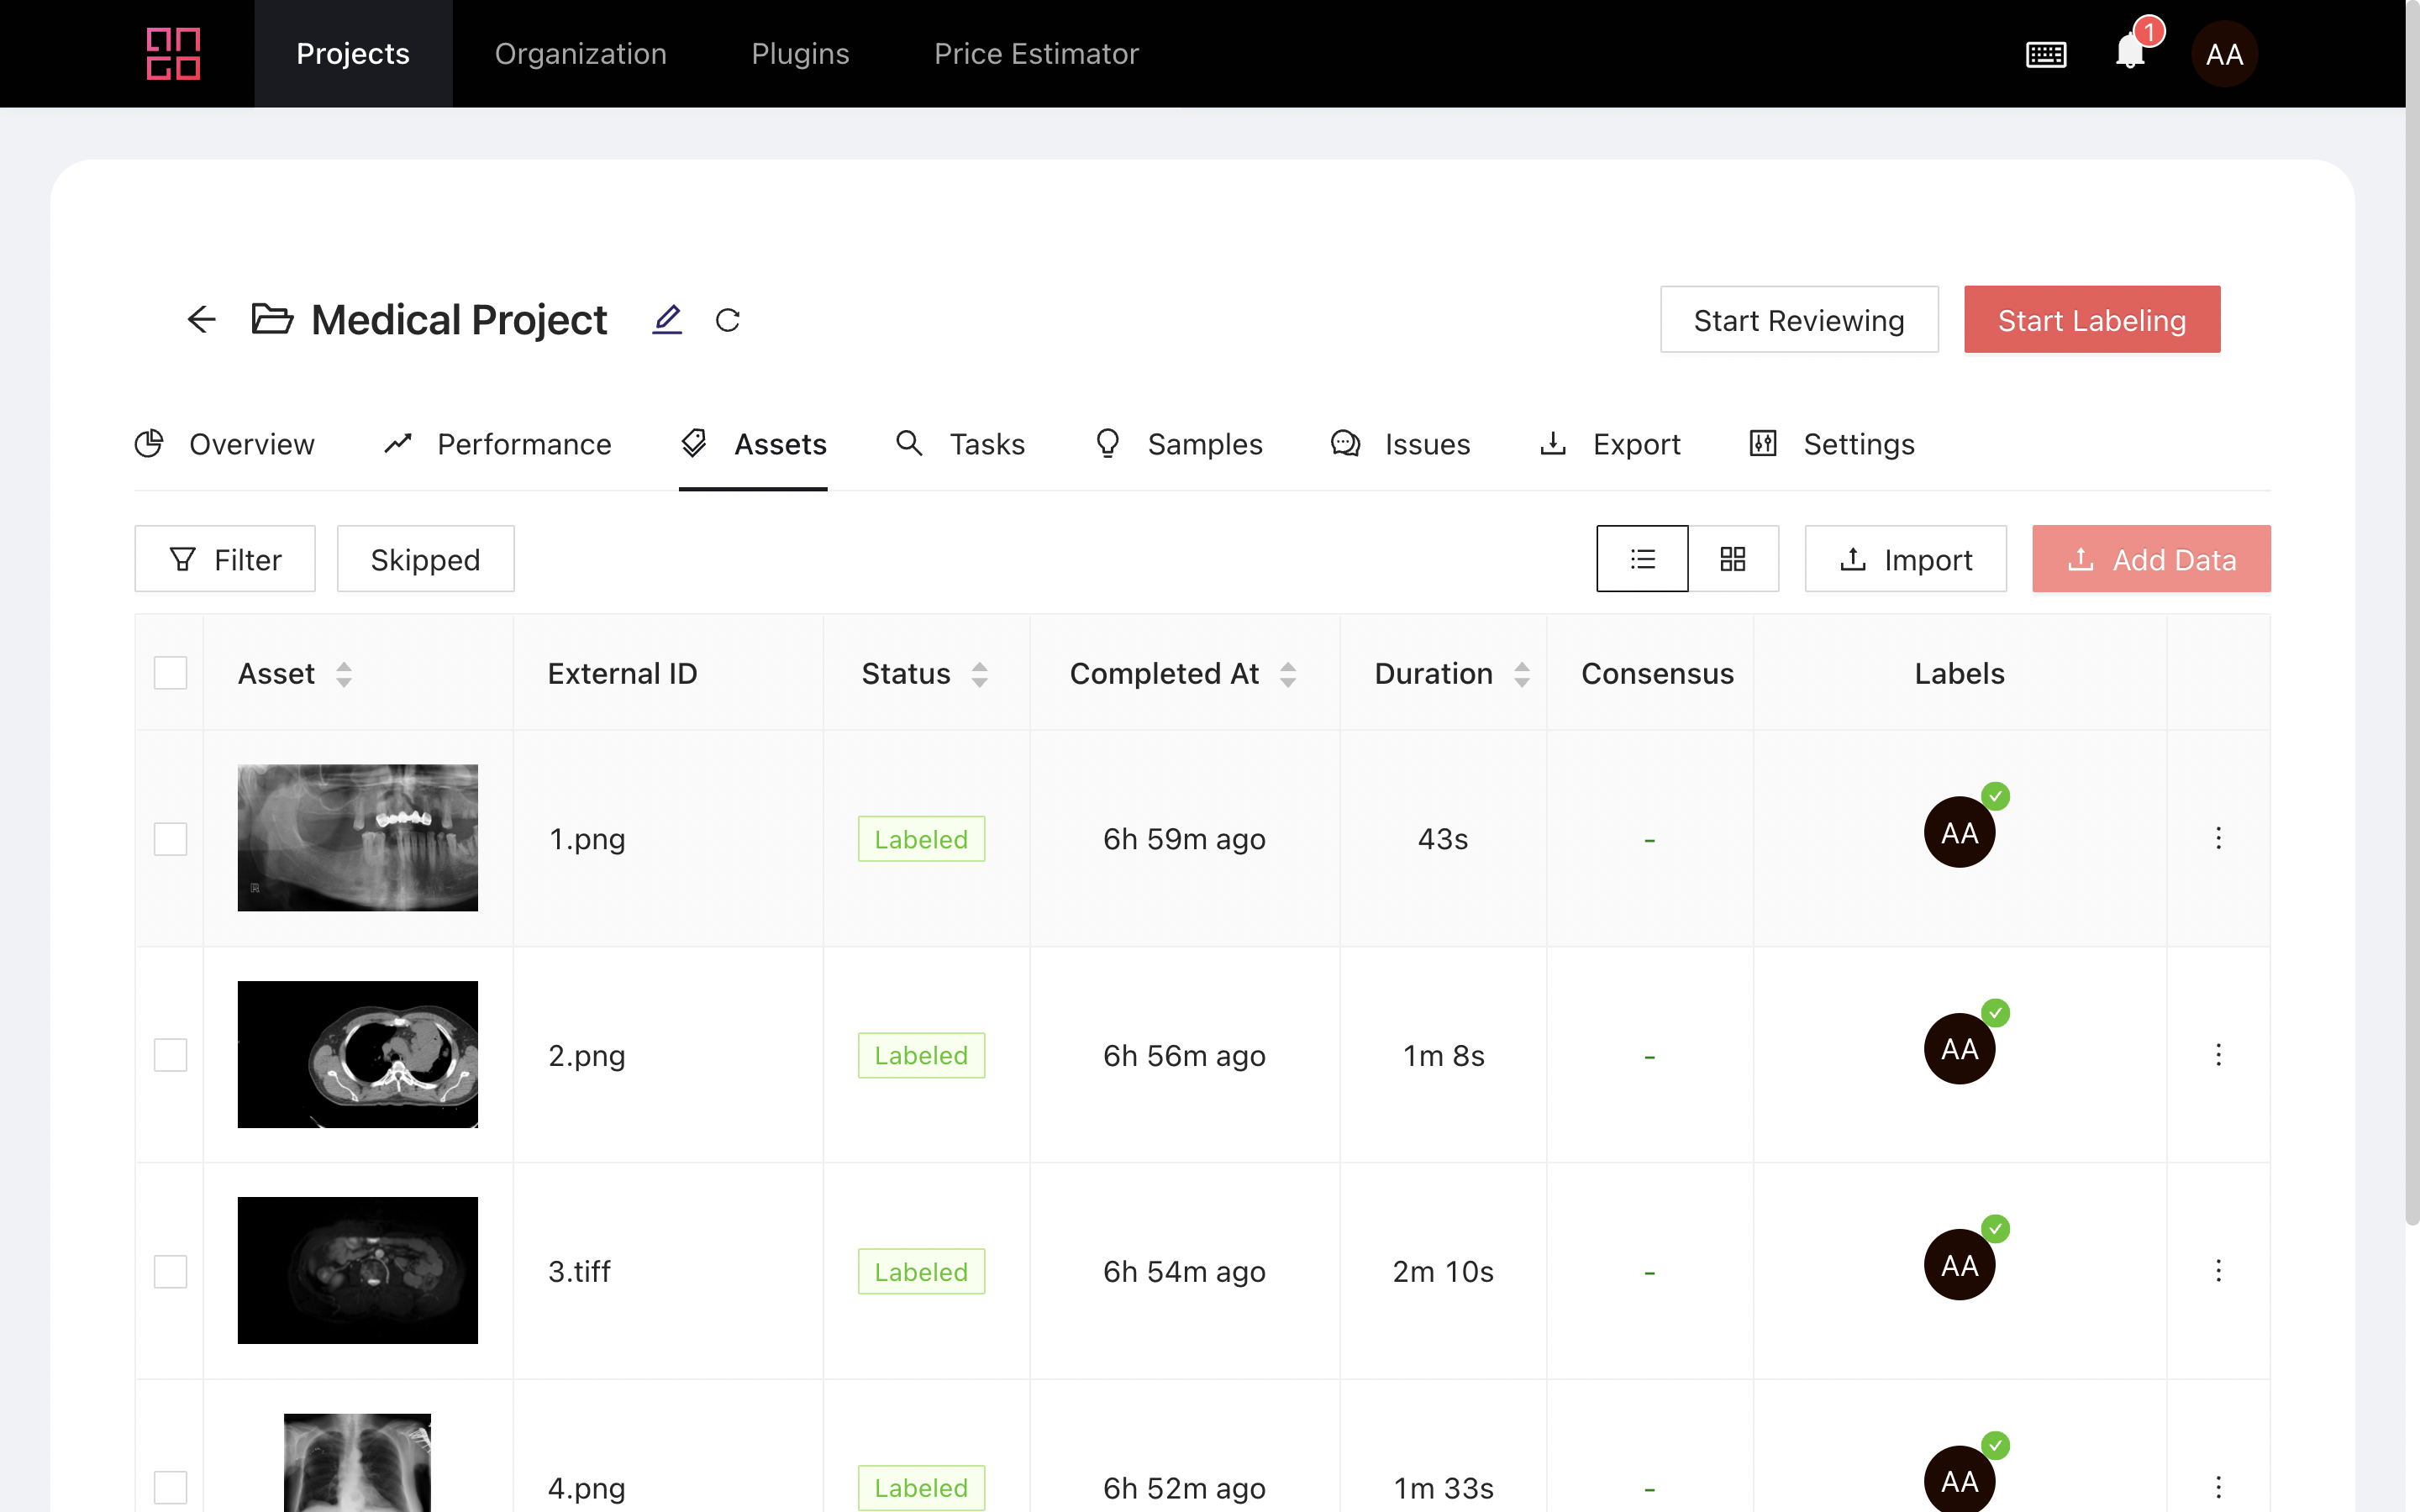 Projects
Organization
Plugins
Price Estimator
1
AA
Medical Project
Start Reviewing
Start Labeling
Overview
Performance
Assets
Tasks
Samples
Issues
Export
Settings
Filter
Skipped
Import
Add Data
Asset
External ID
Status
Completed At
Duration
Consensus
Labels
R
1.png
Labeled
6h 59m ago
43s
-
AA
2.png
Labeled
6h 56m ago
1m 8s
-
AA
3.tiff
Labeled
6h 54m ago
2m 10s
-
AA
4.png
Labeled
6h 52m ago
1m 33s
-
AA